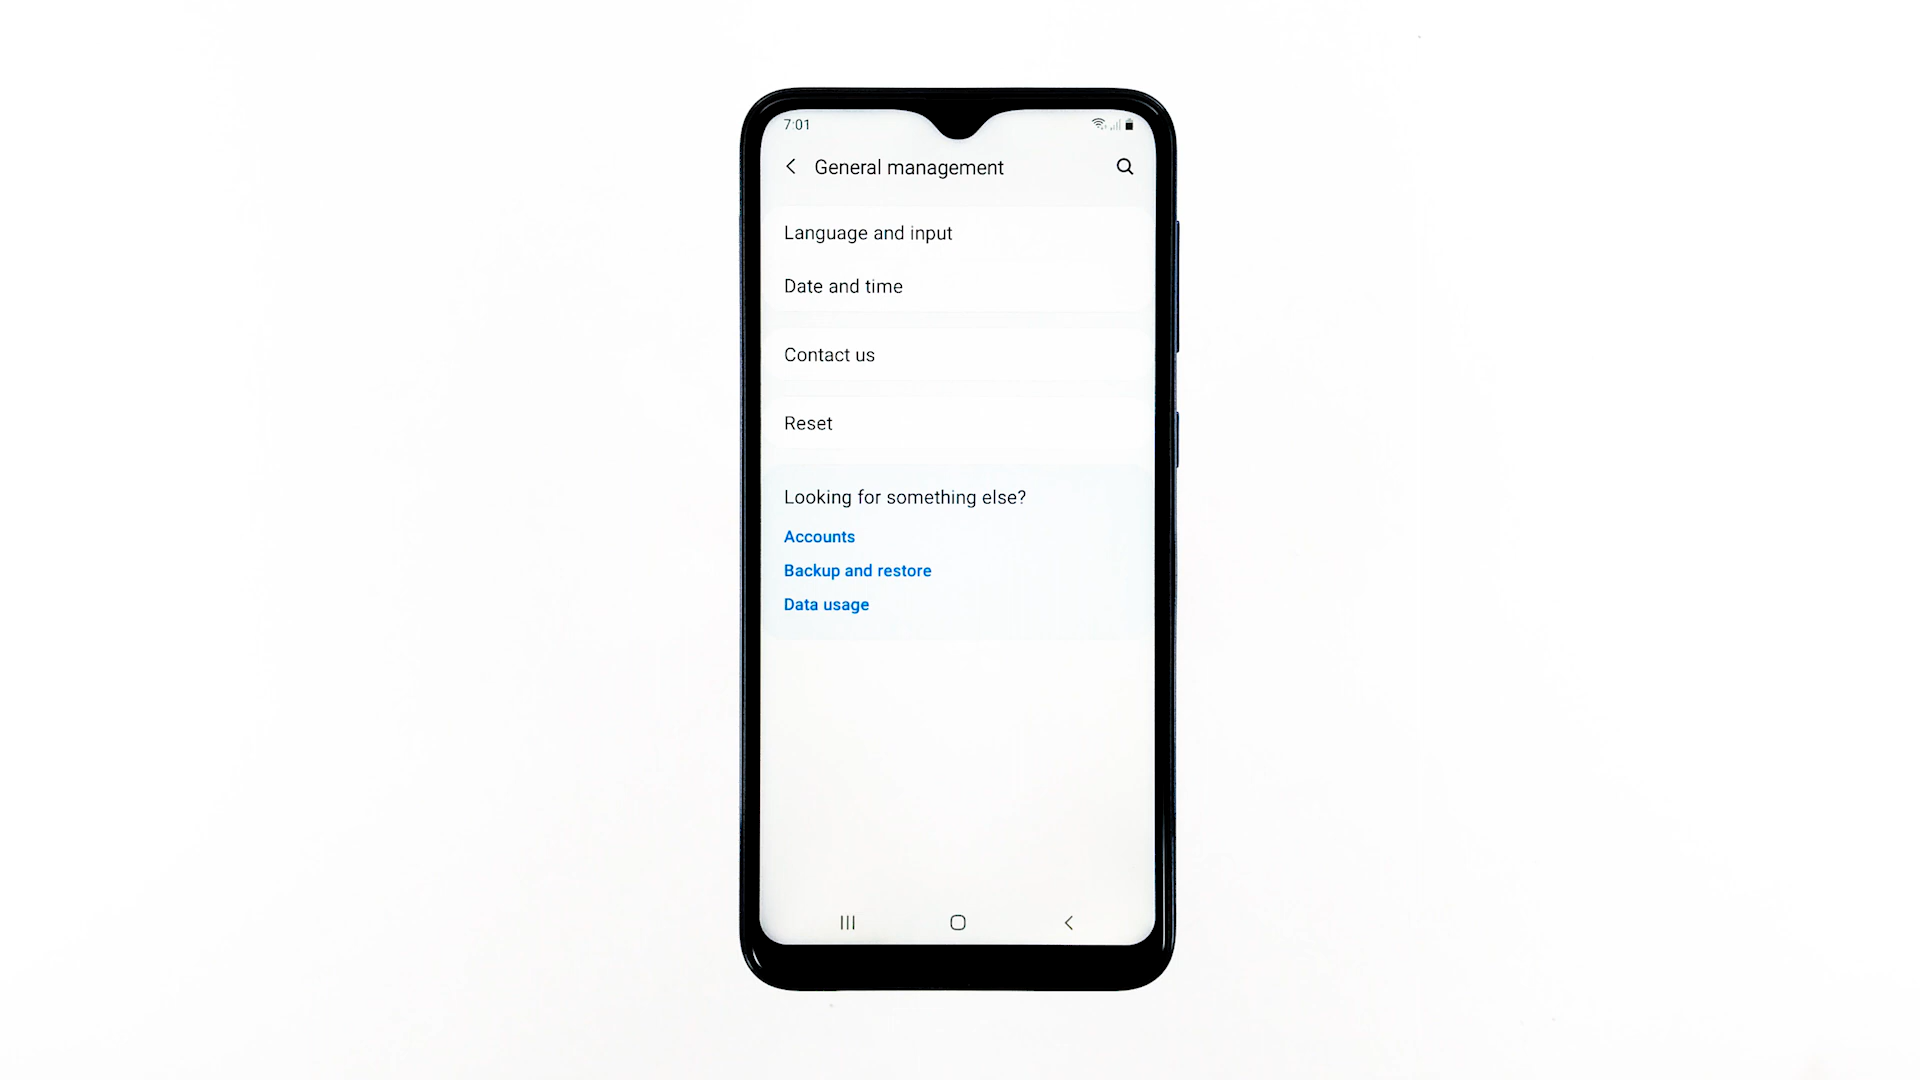 7:01
General management
Language and input
Date and time
Contact us
Reset
Looking for something else?
Accounts
Backup and restore
Data usage